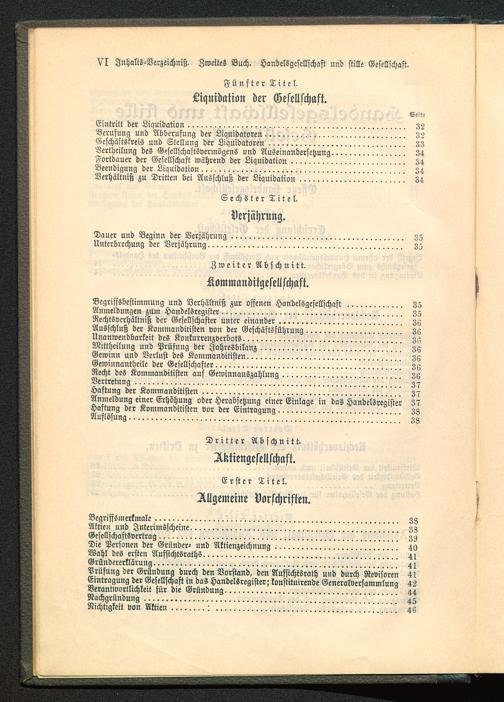 VI Inhalts-Verzeichniß. Zweites Buch. Handelsgesellschaft und stille Gesellschaft.
Fünfter Titel.
Liquidation der Gesellschaft.
Seite
Eintritt der Liquidation 32
Berufung und Abberufung der Liquidatoren 32
Geschäftskreis und Stellung der Liquidatoren 33
Vertheilung des Gesellschaftsvermögens und Auseinandersetzung 34
Fortdauer der Gesellschaft während der Liquidation 34
Beendigung der Liquidation 34
Verhältniß zu Dritten bei Ausschluß der Liquidation 34
Sechster Titel.
Verjährung.
Dauer und Beginn der Verjährung 35
Unterbrechung der Verjährung 35
Zweiter Abschnitt.
Kommanditgesellschaft.
Begriffsbestimmung und Verhältniß zur offenen Handelsgesellschaft 35
Anmeldungen zum Handelsregister 35
Rechtsverhältniß der Gesellschafter unter einander 36
Ausschluß der Kommanditisten von der Geschäftsführung 36
Unanwendbarkeit des Konkurrenzverbots 36
Mittheilung und Prüfung der Jahresbilanz 36
Gewinn und Verlust des Kommanditisten 36
Gewinnantheile der Gesellschafter 36
Recht des Kommanditisten auf Gewinnauszahlung 36
Vertretung 37
Haftung der Kommanditisten 37
Anmeldung einer Erhöhung oder Herabsetzung einer Einlage in das Handelsregister 37
Haftung der Kommanditisten vor der Eintragung 38
Auflösung 38
Dritter Abschnitt.
Aktiengesellschaft.
Erster Titel.
Allgemeine Vorschriften.
Begriffsmerkmale 38
Aktien und Interimsscheine 38
Gesellschaftsvertrag 39
Die Personen der Gründer- und Aktienzeichnung 40
Wahl des ersten Aufsichtsraths 41
Gründererklärung 41
Prüfung der Gründung durch den Vorstand, den Aufsichtsrath und durch Revisoren 41
Eintragung der Gesellschaft in das Handelsregister; konstituirende Generalversammlung 42
Verantwortlichkeit für die Gründung 44
Nachgründung 45
Nichtigkeit von Aktien 46